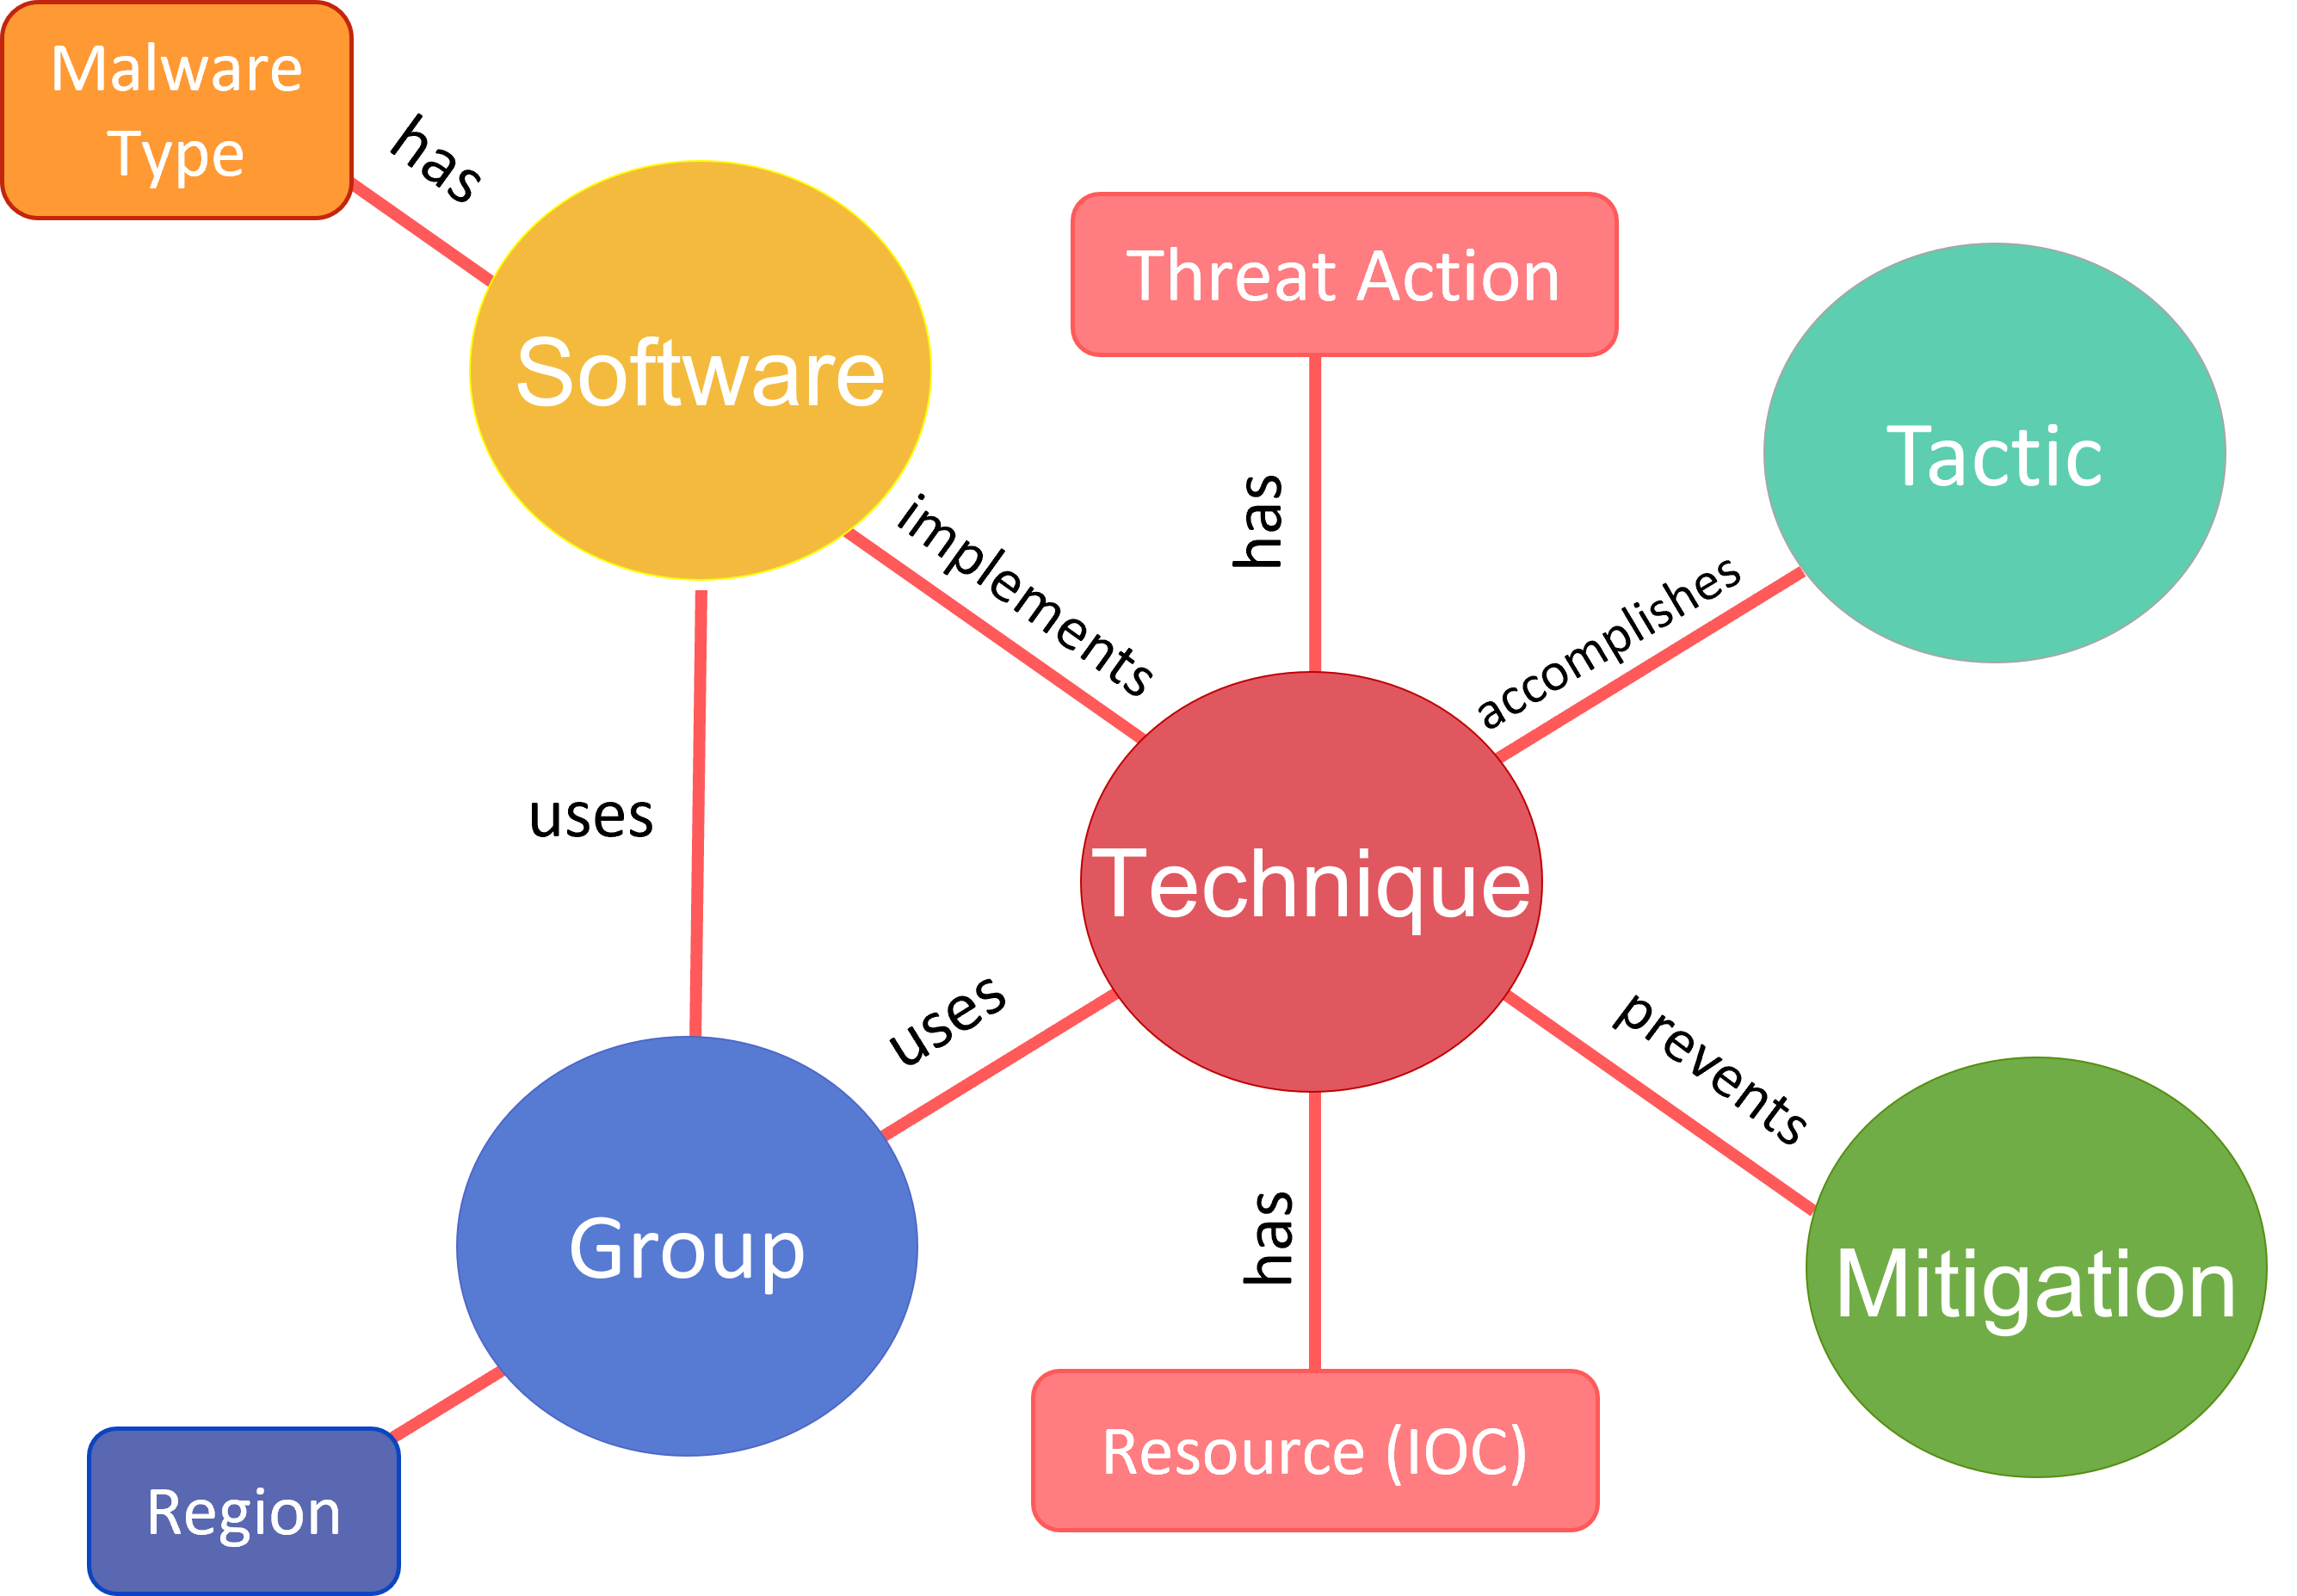 Malware
Type
has
Software
Threat Action
Tactic
implements
has
accomplishes
uses
Technique
uses
prevents
Group
has
Mitigation
Resource (IOC)
Region